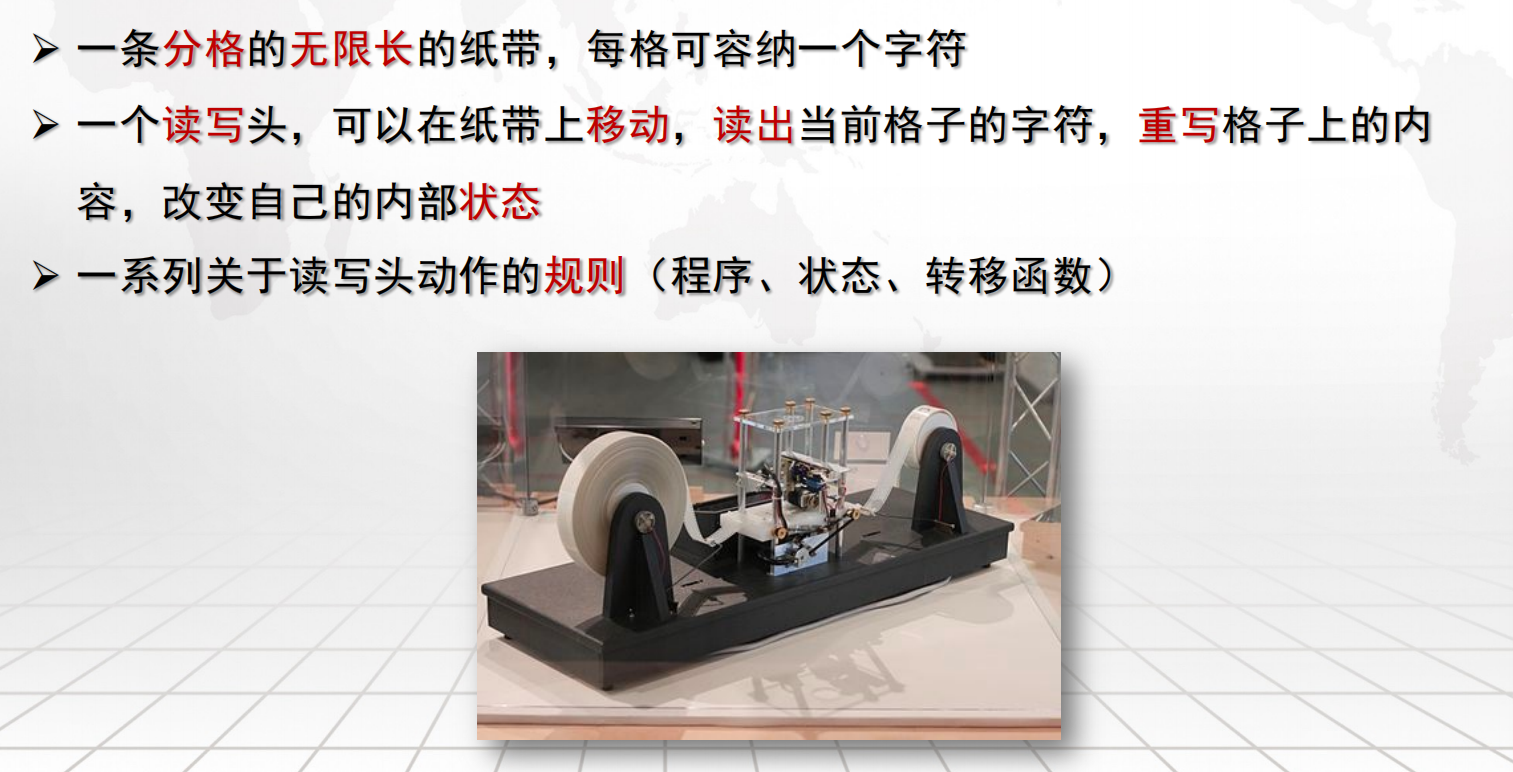 ➢ 一条分格的无限长的纸带，每格可容纳一个字符
➢ 一个读写头，可以在纸带上移动，读出当前格子的字符，重写格子上的内
容，改变自己的内部状态
➢ 一系列关于读写头动作的规则（程序、状态、转移函数）